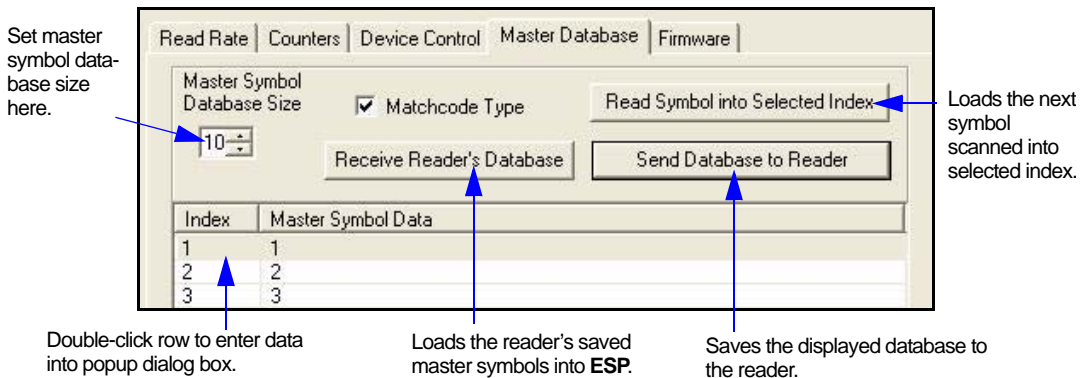 Set master
symbol data-
base size
here.
Read Rate Counters Device Control Master Database Firmware
Master Symbol
Database Size
10
Matchcode Type
Read Symbol into Selected Index
Receive Reader's Database
Send Database to Reader
Loads the next
symbol
scanned into
selected index.
Index Master Symbol Data
1 1
2 2
3 3
Double-click row to enter data
into popup dialog box.
Loads the reader's saved
master symbols into ESP.
Saves the displayed database to
the reader.